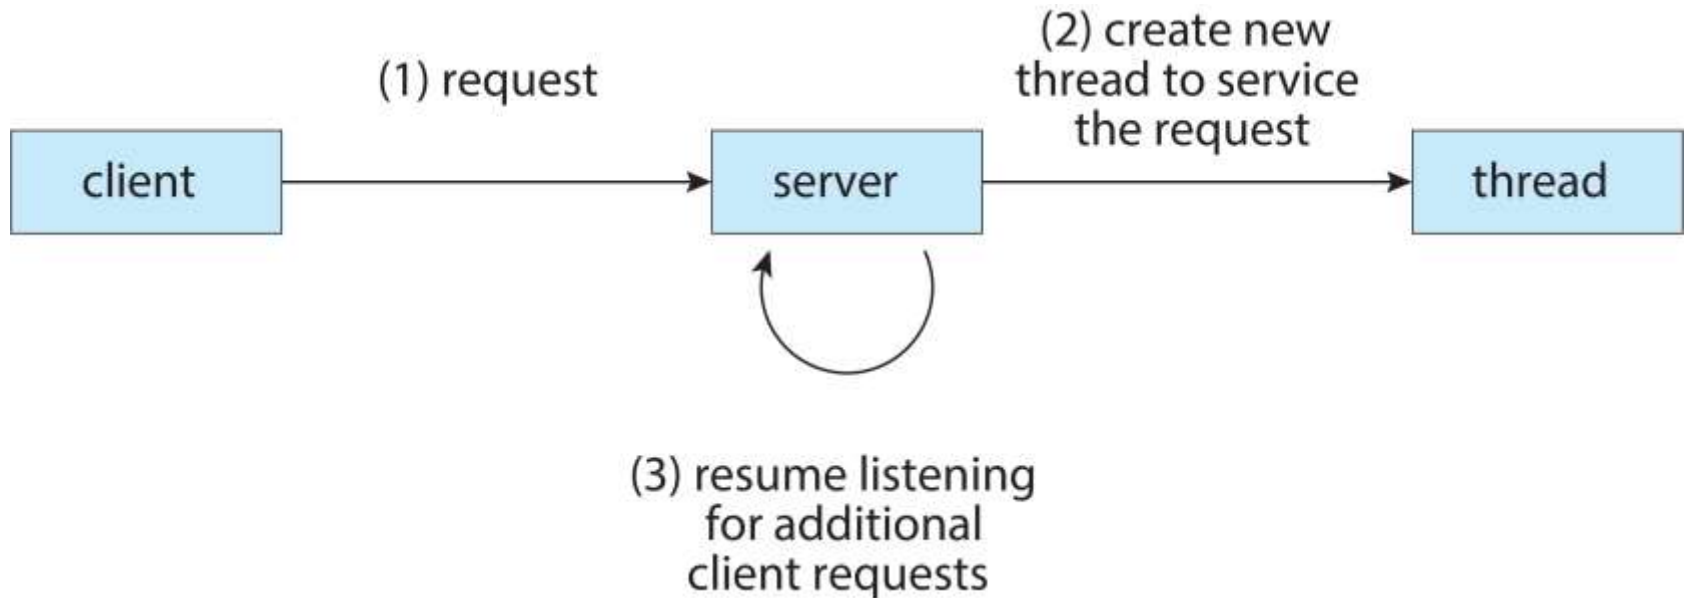 (1) request
(2) create new
thread to service
the request
client
server
thread
(3) resume listening
for additional
client requests